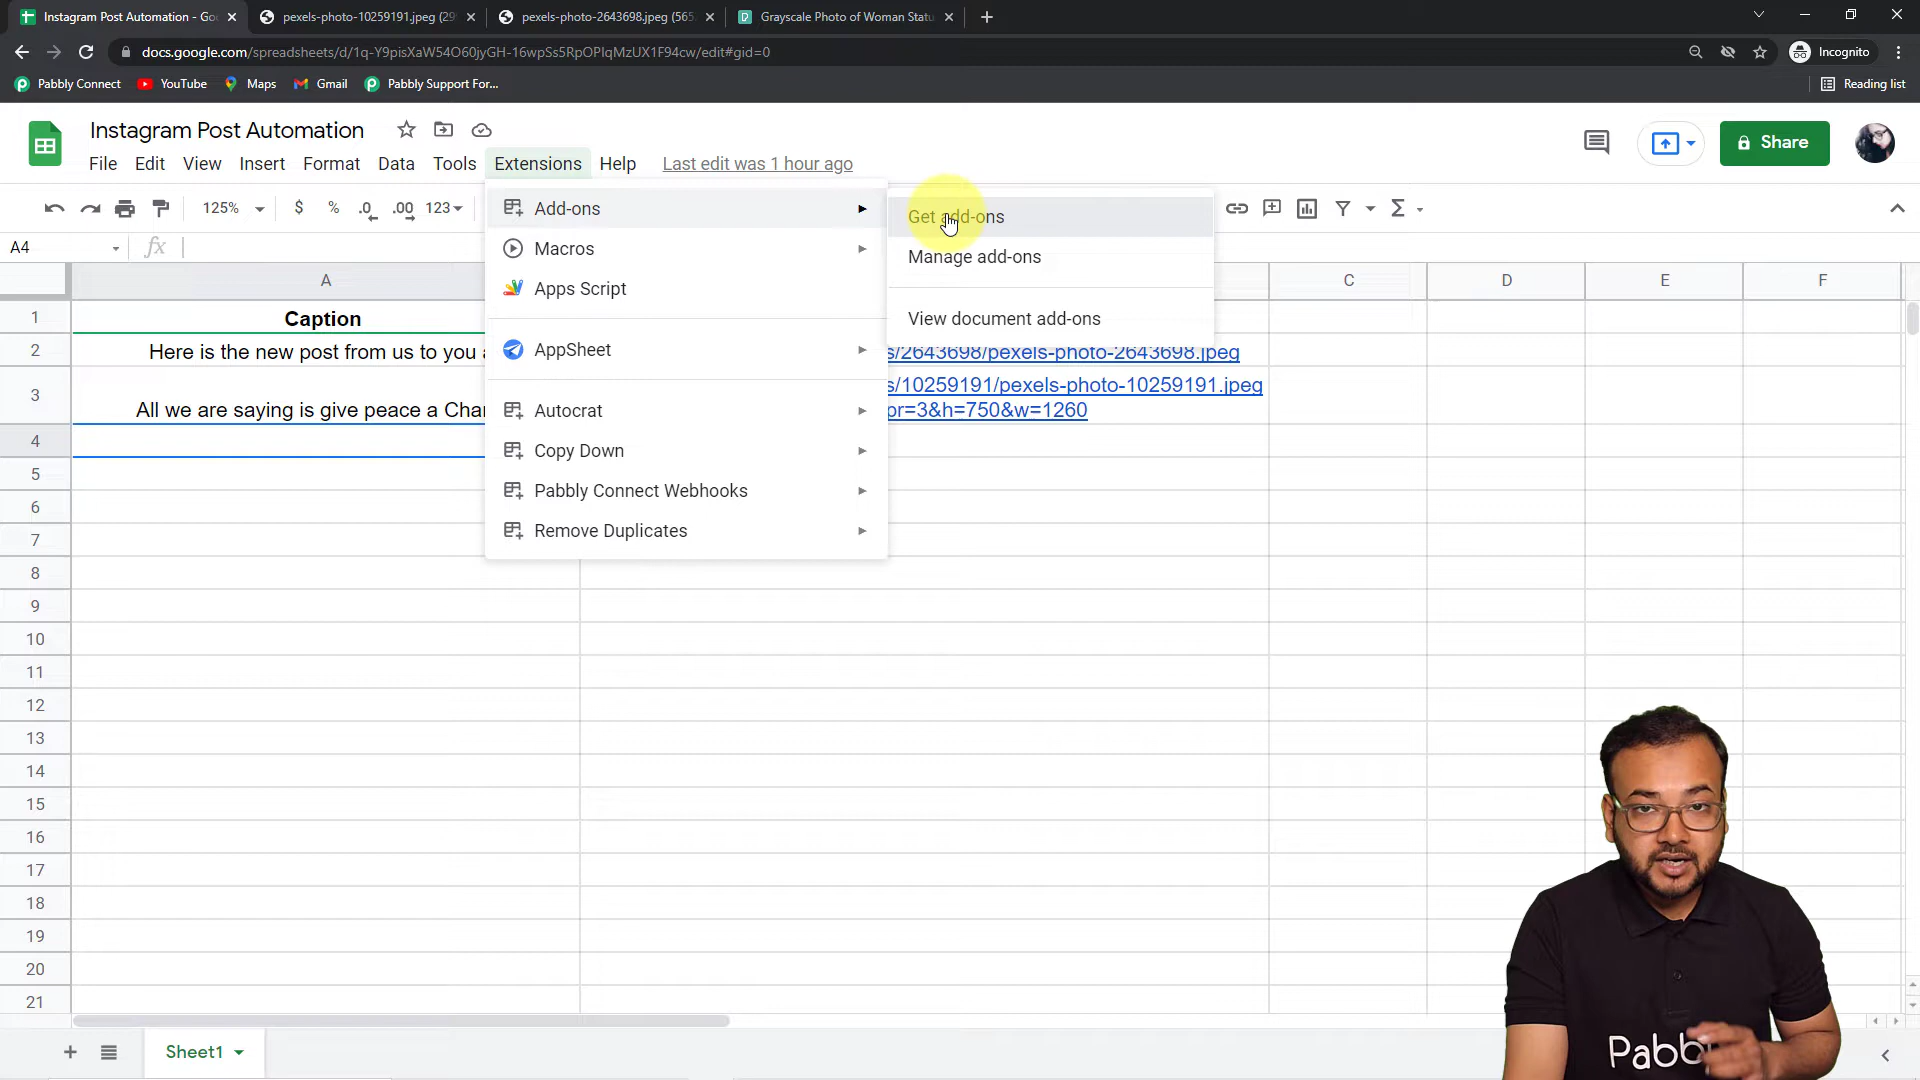 Instagram Post Automation - Goo
pexels-photo-10259191.jpeg (29
pexels-photo-2643698.jpeg (565
Grayscale Photo of Woman Statu
docs.google.com/spreadsheets/d/1q-Y9pisXaW54O60jyGH-16wpSs5RpOPIqMzUX1F94cw/edit#gid=0
Incognito
Pabbly Connect
YouTube
Maps
Gmail
Pabbly Support For...
Reading list
Instagram Post Automation
Share
File Edit View Insert Format Data Tools Extensions Help Last edit was 1 hour ago
125% $ % .0 .00 123
Add-ons
Get add-ons
Macros
Manage add-ons
Apps Script
View document add-ons
AppSheet
Autocrat
Copy Down
Pabbly Connect Webhooks
Remove Duplicates
A4
fx
A C D E F
1 Caption
2 Here is the new post from us to you a
s/2643698/pexels-photo-2643698.jpeg
s/10259191/pexels-photo-10259191.jpeg
3 All we are saying is give peace a Char
pr=3&h=750&w=1260
4
5
6
7
8
9
10
11
12
13
14
15
16
17
18
19
20
21
Sheet1
Pabb